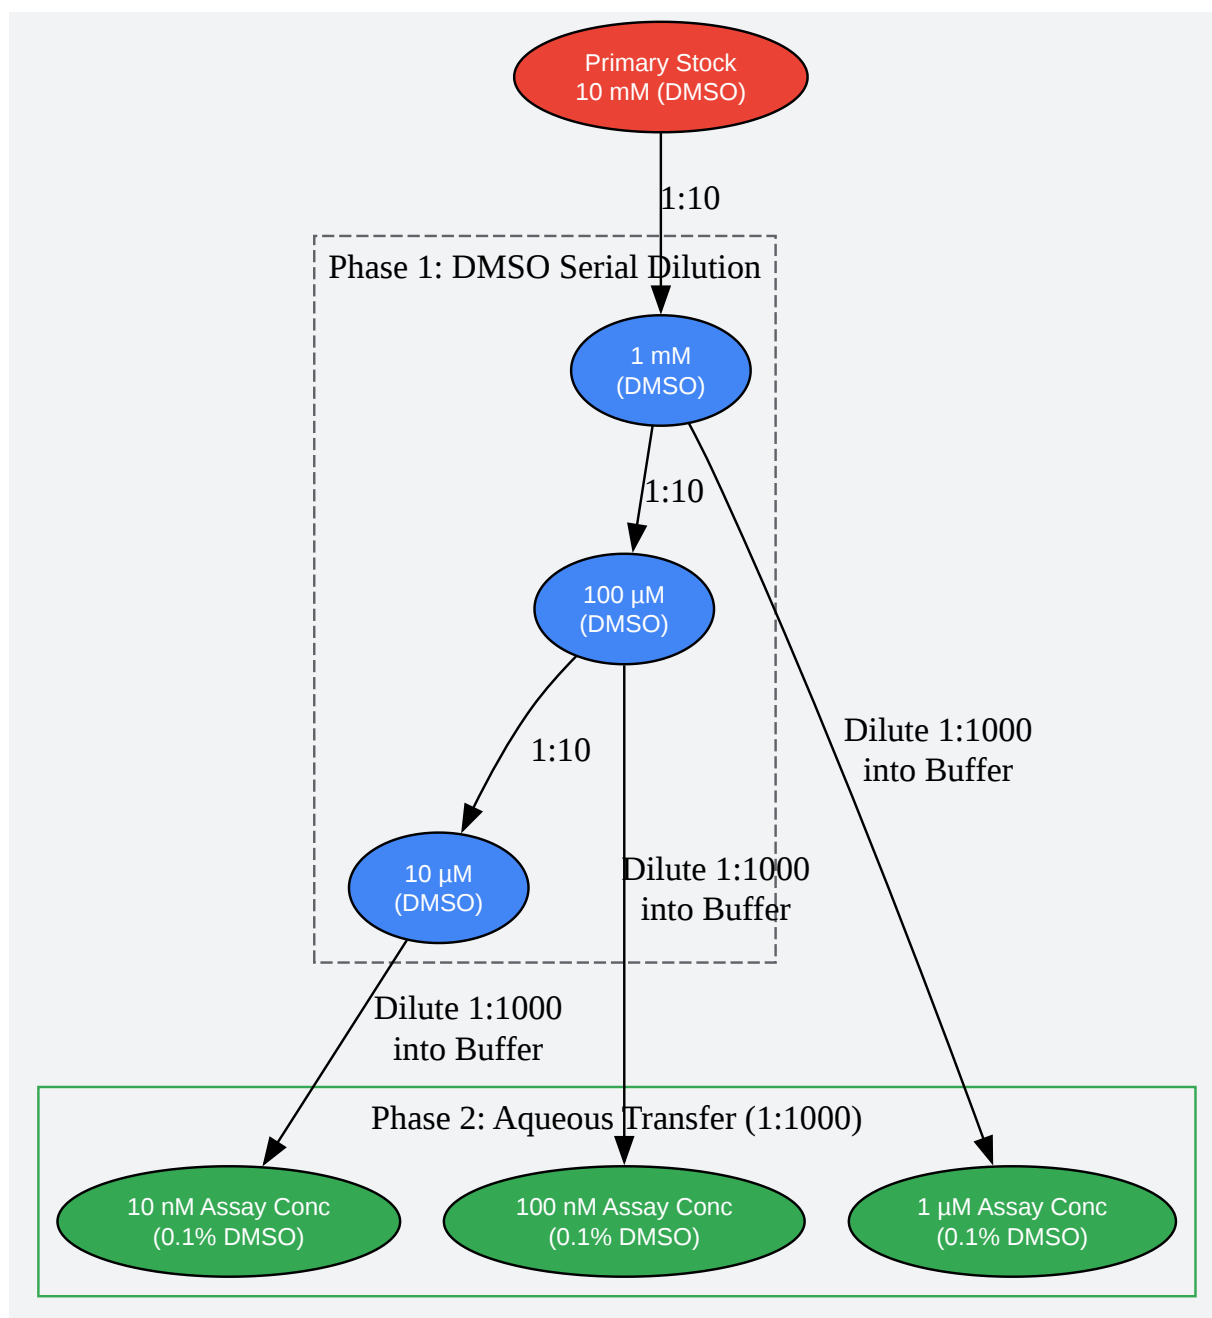 Primary Stock
10 mM (DMSO)
1:10
Phase 1: DMSO Serial Dilution
1 mM
(DMSO)
1:10
100 µM
(DMSO)
1:10
Dilute 1:1000
into Buffer
10 µM
(DMSO)
Dilute 1:1000
into Buffer
Dilute 1:1000
into Buffer
Phase 2: Aqueous Transfer (1:1000)
10 nM Assay Conc
(0.1% DMSO)
100 nM Assay Conc
(0.1% DMSO)
1 µM Assay Conc
(0.1% DMSO)